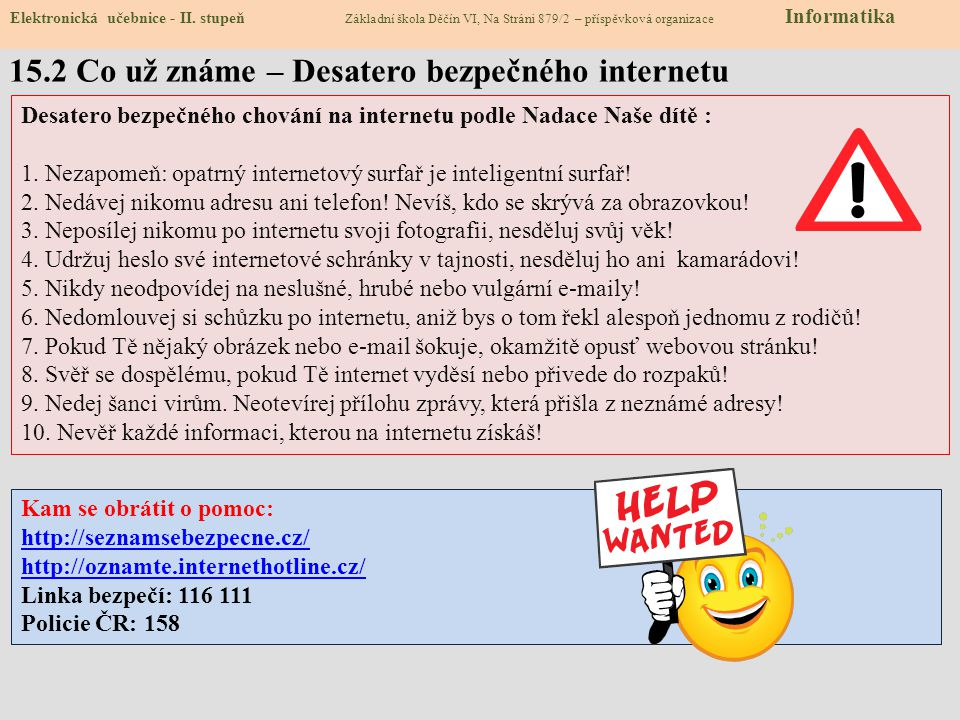 Elektronická učebnice - II. stupeň Základní škola Děčín VI, Na Stráni 879/2 – příspěvková organizace Informatika
15.2 Co už známe – Desatero bezpečného internetu
Desatero bezpečného chování na internetu podle Nadace Naše dítě :
1. Nezapomeň: opatrný internetový surfař je inteligentní surfař!
2. Nedávej nikomu adresu ani telefon! Nevíš, kdo se skrývá za obrazovkou!
3. Neposílej nikomu po internetu svoji fotografii, nesděluj svůj věk!
4. Udržuj heslo své internetové schránky v tajnosti, nesděluj ho ani kamarádovi!
5. Nikdy neodpovídej na neslušné, hrubé nebo vulgární e-maily!
6. Nedomlouvej si schůzku po internetu, aniž bys o tom řekl alespoň jednomu z rodičů!
7. Pokud Tě nějaký obrázek nebo e-mail šokuje, okamžitě opusť webovou stránku!
8. Svěř se dospělému, pokud Tě internet vyděsí nebo přivede do rozpaků!
9. Nedej šanci virům. Neotevírej přílohu zprávy, která přišla z neznámé adresy!
10. Nevěř každé informaci, kterou na internetu získáš!
Kam se obrátit o pomoc:
http://seznamsebezpecne.cz/
http://oznamte.internethotline.cz/
Linka bezpečí: 116 111
Policie ČR: 158
HELP
WANTED